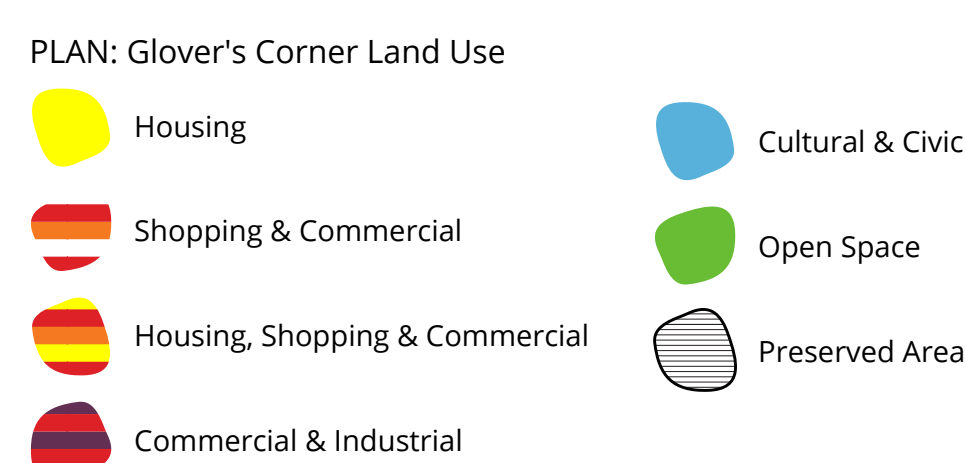 PLAN: Glover's Corner Land Use
Housing
Shopping & Commercial
Housing, Shopping & Commercial
Commercial & Industrial
Cultural & Civic
Open Space
Preserved Area